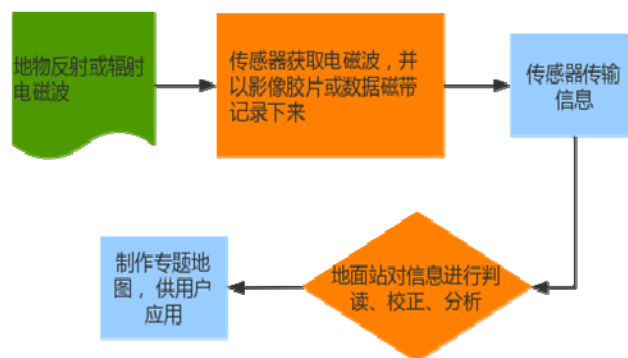 地物反射或辐射
电磁波
传感器获取电磁波，并
以影像胶片或数据磁带
记录下来
传感器传输
信息
地面站对信息进行判
读、校正、分析
制作专题地
图，供用户
应用